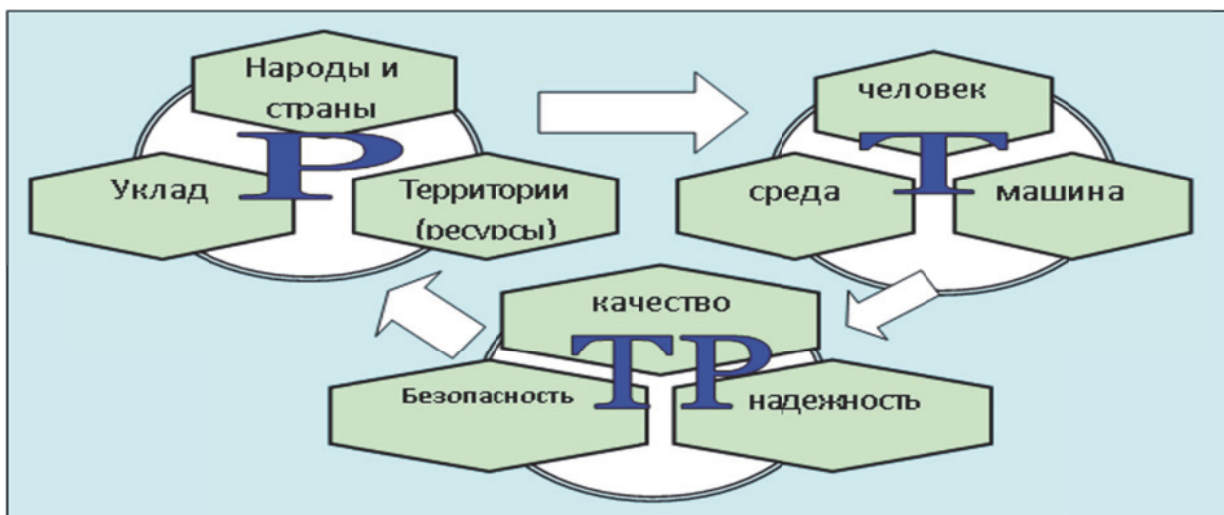 Народы и
страны
Р
Уклад
Территории
(ресурсы)
человек
Т
среда
машина
качество
ТР
Безопасность
надежность